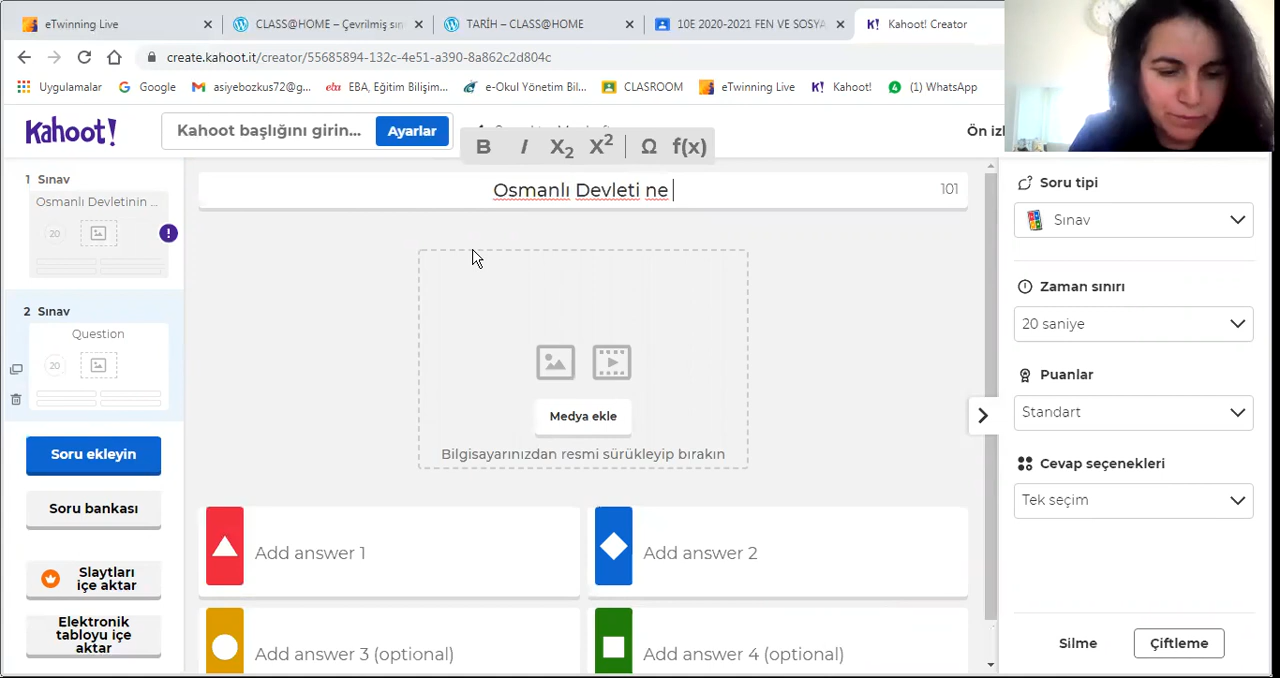 eTwinning Live
CLASS@HOME – Çevrilmiş sın
TARİH – CLASS@HOME
10E 2020-2021 FEN VE SOSYA
K! Kahoot! Creator
create.kahoot.it/creator/55685894-132c-4e51-a390-8a862c2d804c
Uygulamalar
Google
asiyebozkus72@g...
eba EBA, Eğitim Bilişim...
e-Okul Yönetim Bil...
CLASROOM
eTwinning Live
K! Kahoot!
(1) WhatsApp
Kahoot!
Kahoot başlığını girin...
Ayarlar
B I X2 X2 Ω f(x)
Ön iz
1 Sınav
Osmanlı Devletinin ...
20
!
2 Sınav
Question
20
Soru ekleyin
Soru bankası
Slaytları
içe aktar
Elektronik
tabloyu içe
aktar
Osmanlı Devleti ne
101
Medya ekle
Bilgisayarınızdan resmi sürükleyip bırakın
Add answer 1
Add answer 2
Add answer 3 (optional)
Add answer 4 (optional)
Soru tipi
Sınav
Zaman sınırı
20 saniye
Puanlar
Standart
Cevap seçenekleri
Tek seçim
Silme
Çiftleme